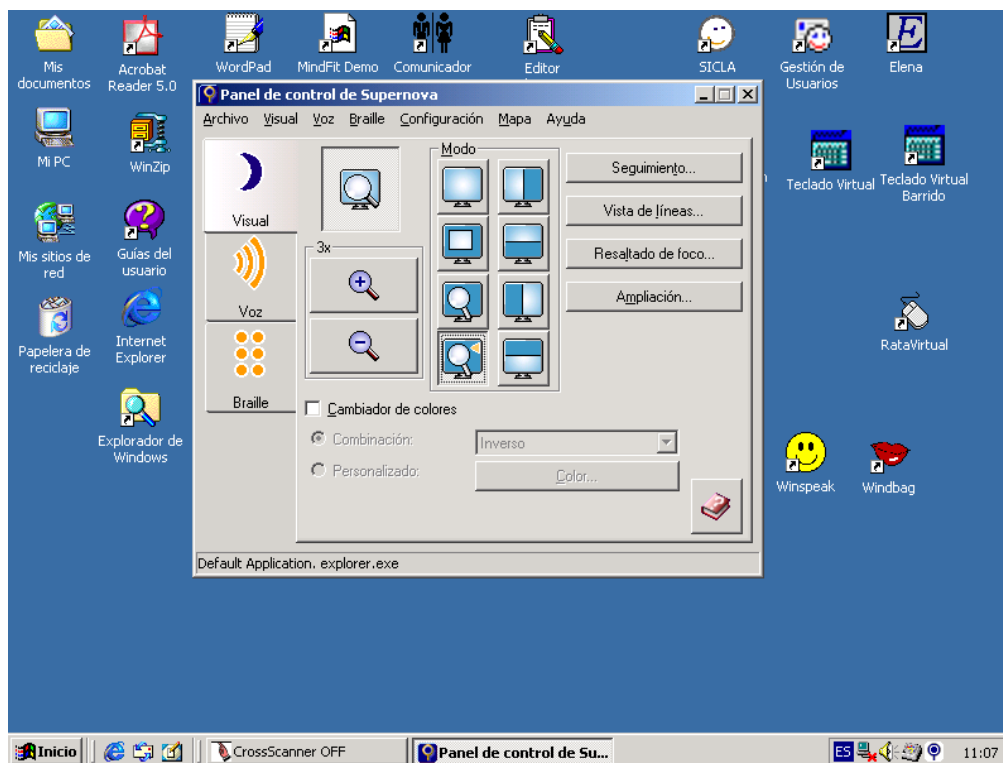 Mis
documentos
Acrobat
Reader 5.0
WordPad
MindFit Demo
Comunicador
Editor
SICLA
Gestión de
Usuarios
Elena
Mi PC
WinZip
Teclado Virtual
Teclado Virtual
Barrido
Mis sitios de
red
Guías del
usuario
Papelera de
reciclaje
Internet
Explorer
RataVirtual
Explorador de
Windows
Winspeak
Windbag
Panel de control de Supernova
Archivo Visual Voz Braille Configuración Mapa Ayuda
Visual
Voz
Braille
3x
Modo
Seguimiento...
Vista de líneas...
Resaltado de foco...
Ampliación...
Cambiador de colores
Combinación:
Inverso
Personalizado:
Color...
Default Application. explorer.exe
Inicio
CrossScanner OFF
Panel de control de Su...
ES
11:07